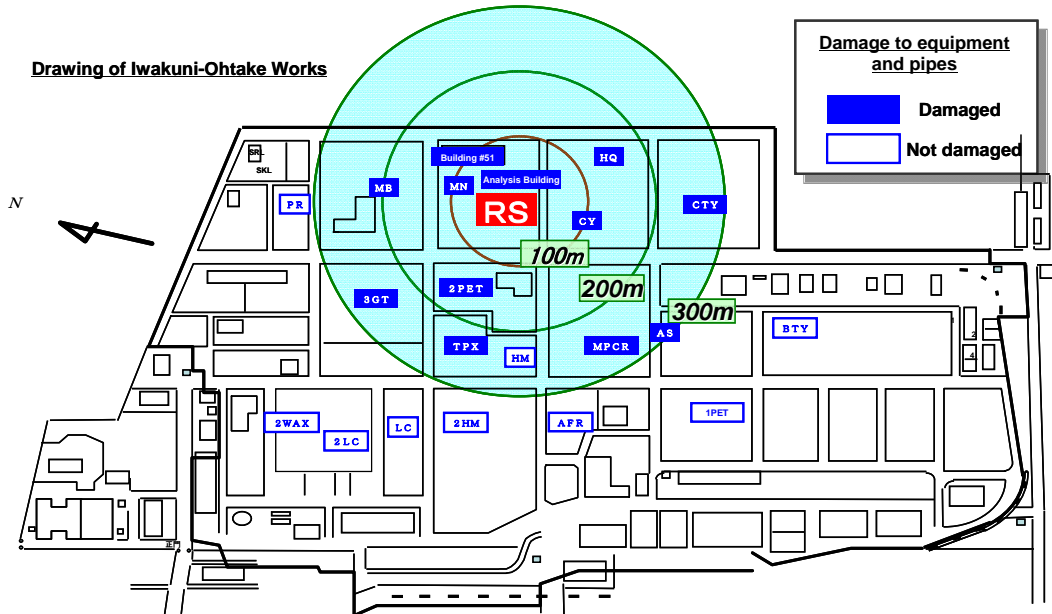 Drawing of Iwakuni-Ohtake Works
Damage to equipment
and pipes
Damaged
Not damaged
N
SRL
SKL
PR
MB
Building #51
MN
Analysis Building
RS
HQ
CY
CTY
100m
200m
300m
3GT
2PET
TPX
HM
MPCR
AS
BTY
2
4
2WAX
2LC
LC
2HM
AFR
1PET
正